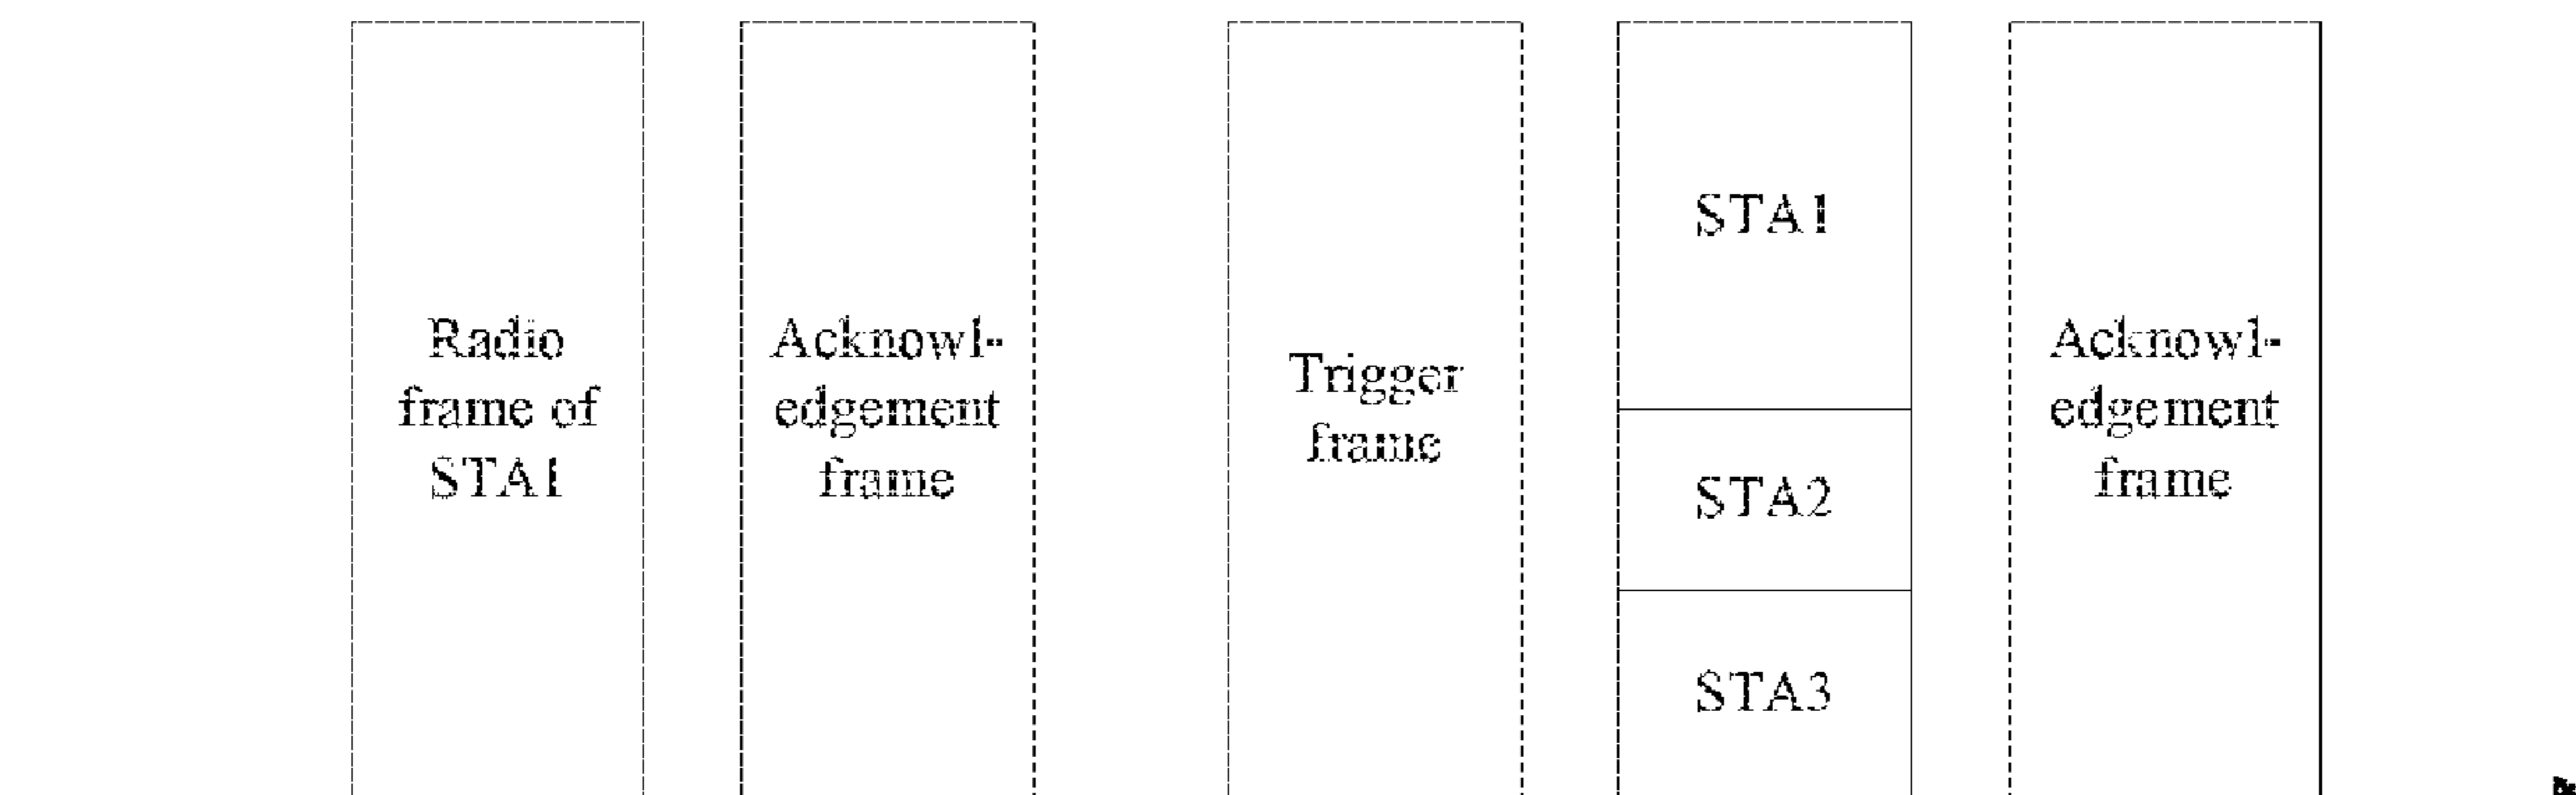 Radio
frame of
STA1
Acknowl-
edgement
frame
Trigger
frame
STA1
STA2
STA3
Acknowl-
edgement
frame